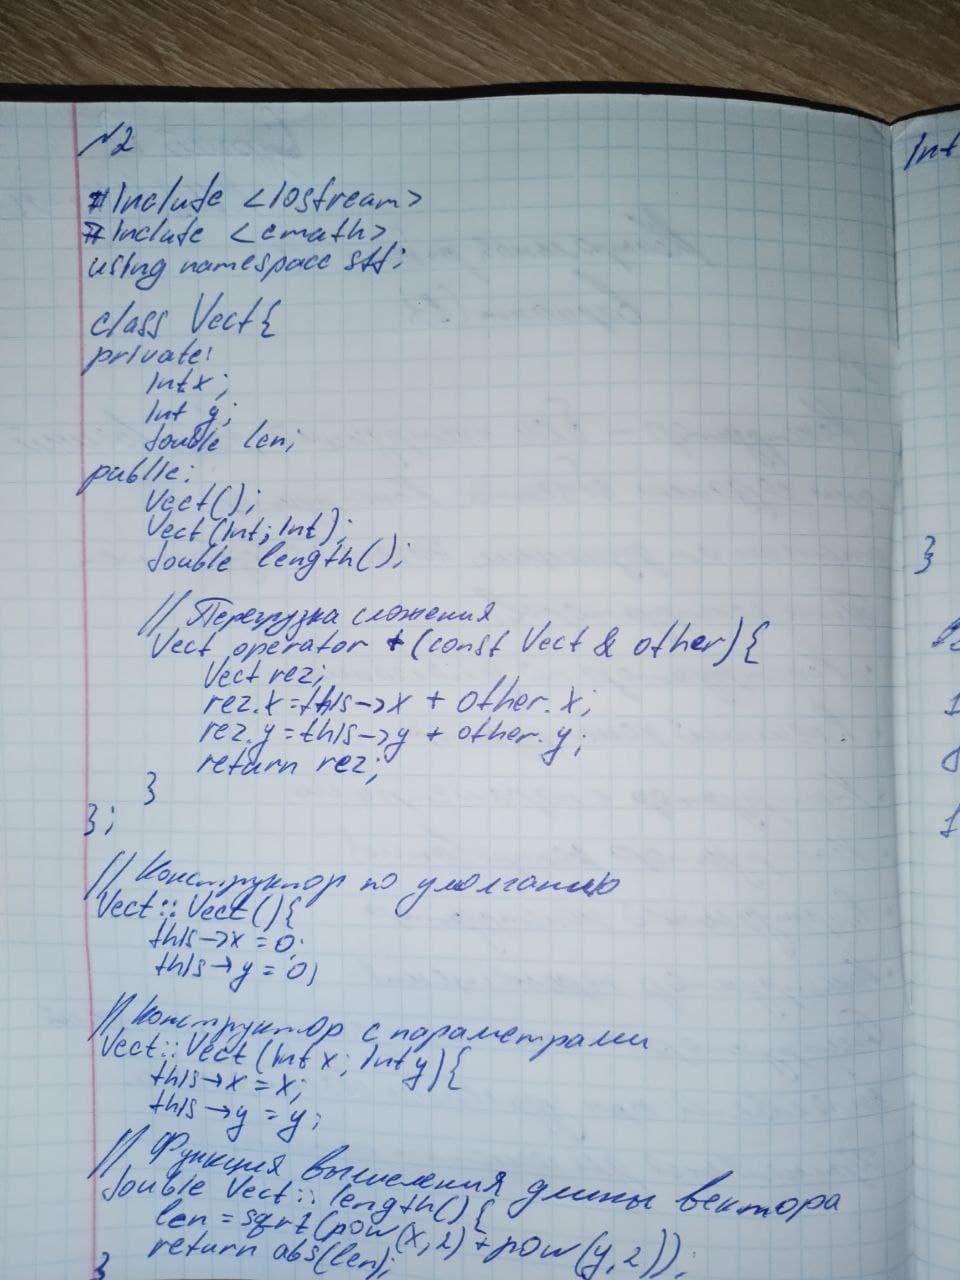 №2
#Include <Iostream>
#Include <cmath>
using namespace std;
class Vect{
private:
Int x;
Int y;
double len;
public:
Vect();
Vect(Int; Int);
double length();
// Перегрузка сложения
Vect operator +(const Vect & other){
Vect rez;
rez.x=this->x + other.x;
rez.y=this->y + other.y;
return rez;
}
};
// Конструктор по умолчанию
Vect::Vect(){
this->x = 0;
this->y = 0;
// Конструктор с параметрами
Vect::Vect(Int x; Int y){
this->x = x;
this->y = y;
// Функция вычисления длины вектора
double Vect::length(){
len = sqrt(pow(x,2)+pow(y,2));
return abs(len);
}
Int
}